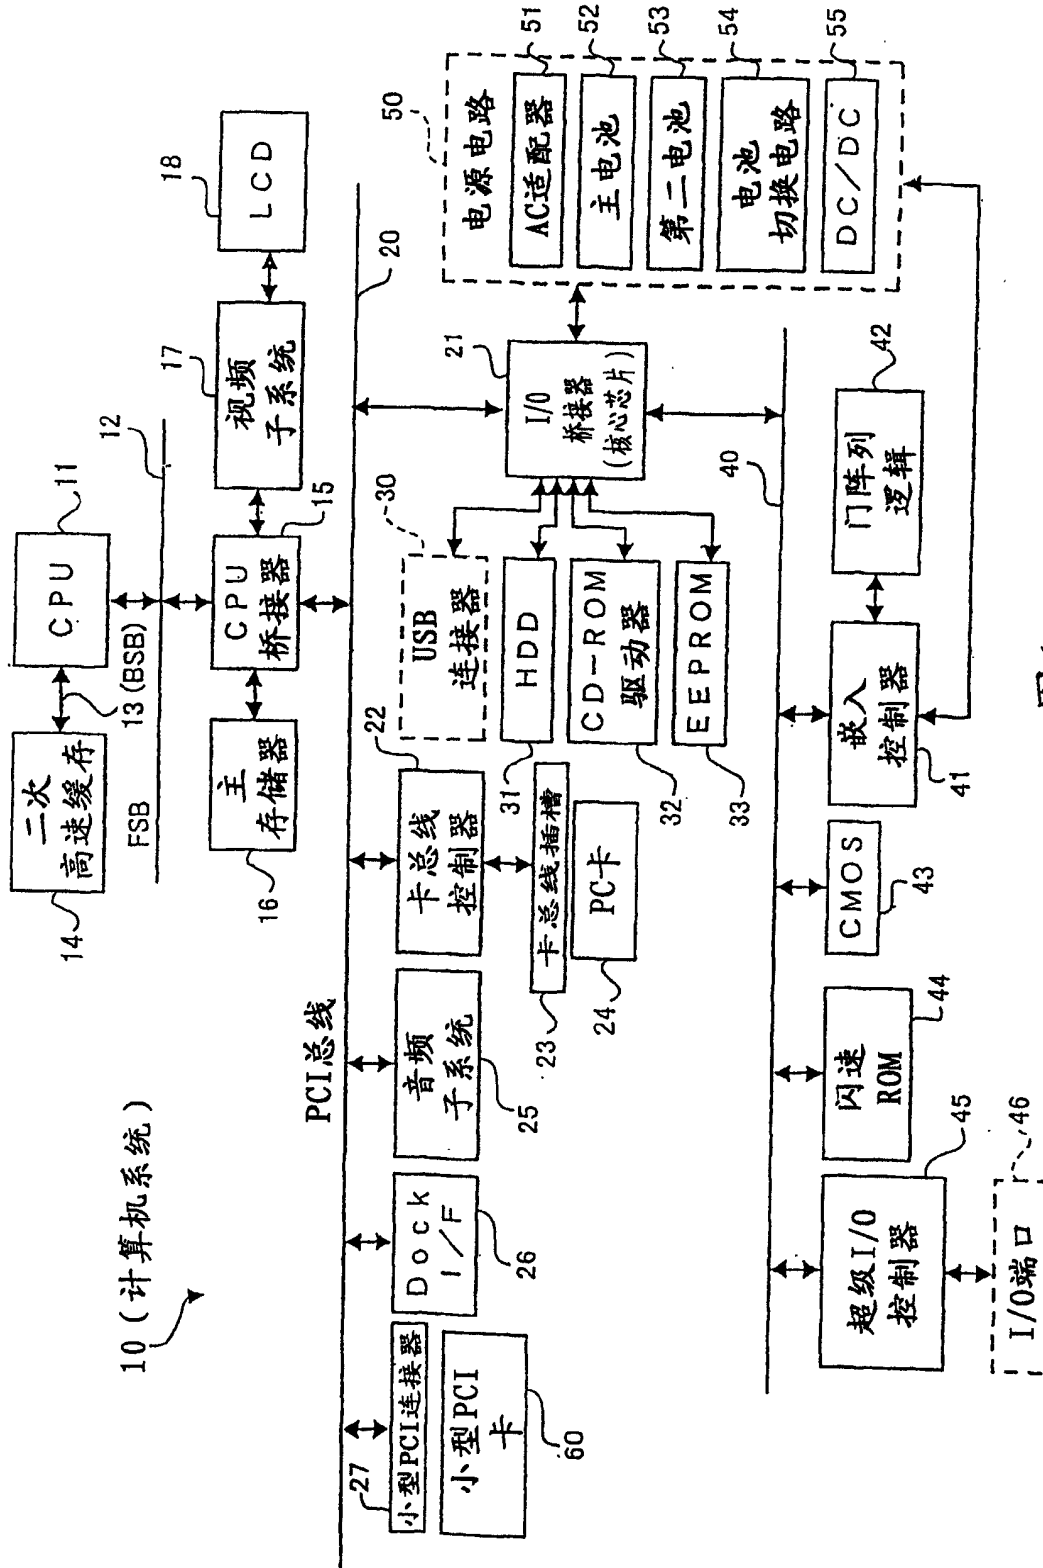 10 (计算机系统)
14
二次
高速缓存
13 (BSB)
CPU
11
FSB
12
16
主
存储器
CPU
桥接器
15
视频
子系统
17
LCD
18
PCI总线
20
27
小型PCI连接器
小型PCI
卡
60
Dock
I/F
26
音频
子系统
25
卡总线
控制器
22
卡总线插槽
23
PC卡
24
USB
连接器
30
HDD
31
CD-ROM
驱动器
32
EEPROM
33
I/O
桥接器
(核心芯片)
21
50
电源电路
AC适配器
51
主电池
52
第二电池
53
电池
切换电路
54
DC/DC
55
40
超级I/O
控制器
45
I/O端口
46
闪速
ROM
44
CMOS
43
嵌入
控制器
41
门阵列
逻辑
42